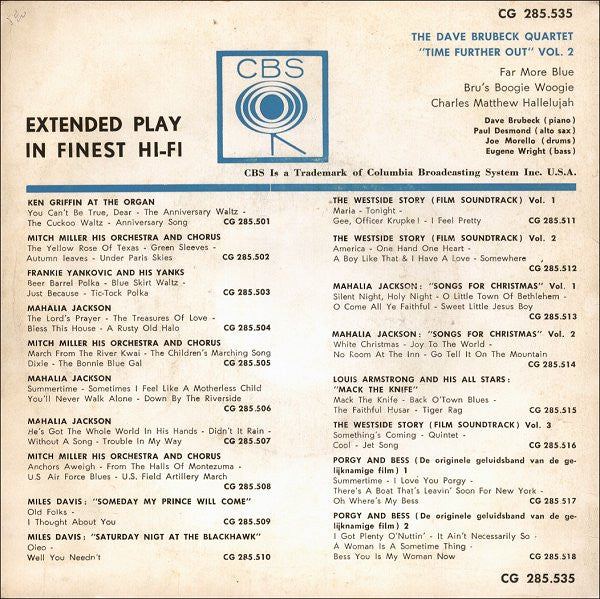 CG 285.535
THE DAVE BRUBECK QUARTET
"TIME FURTHER OUT" VOL. 2
Far More Blue
Bru's Boogie Woogie
Charles Matthew Hallelujah
Dave Brubeck (piano)
Paul Desmond (alto sax)
Joe Morello (drums)
Eugene Wright (bass)
CBS
EXTENDED PLAY
IN FINEST HI-FI
CBS Is a Trademark of Columbia Broadcasting System Inc. U.S.A.
KEN GRIFFIN AT THE ORGAN
You Can't Be True, Dear - The Anniversary Waltz -
The Cuckoo Waltz - Anniversary Song CG 285.501
MITCH MILLER HIS ORCHESTRA AND CHORUS
The Yellow Rose Of Texas - Green Sleeves -
Autumn leaves - Under Paris Skies CG 285.502
FRANKIE YANKOVIC AND HIS YANKS
Beer Barrel Polka - Blue Skirt Waltz -
Just Because - Tic-Tock Polka CG 285.503
MAHALIA JACKSON
The Lord's Prayer - The Treasures Of Love -
Bless This House - A Rusty Old Halo CG 285.504
MITCH MILLER HIS ORCHESTRA AND CHORUS
March From The River Kwai - The Children's Marching Song
Dixie - The Bonnie Blue Gal CG 285.505
MAHALIA JACKSON
Summertime - Sometimes I Feel Like A Motherless Child
You'll Never Walk Alone - Down By The Riverside
CG 285.506
MAHALIA JACKSON
He's Got The Whole World In His Hands - Didn't It Rain -
Without A Song - Trouble In My Way CG 285.507
MITCH MILLER HIS ORCHESTRA AND CHORUS
Anchors Aweigh - From The Halls Of Montezuma -
U.S Air Force Blues - U.S. Field Artillery March
CG 285.508
MILES DAVIS: "SOMEDAY MY PRINCE WILL COME"
Old Folks -
I Thought About You CG 285.509
MILES DAVIS: "SATURDAY NIGT AT THE BLACKHAWK"
Oleo -
Well You Needn't CG 285.510
THE WESTSIDE STORY (FILM SOUNDTRACK) Vol. 1
Maria - Tonight -
Gee, Officer Krupke! - I Feel Pretty CG 285.511
THE WESTSIDE STORY (FILM SOUNDTRACK) Vol. 2
America - One Hand One Heart -
A Boy Like That & I Have A Love - Somewhere
CG 285.512
MAHALIA JACKSON: "SONGS FOR CHRISTMAS" Vol. 1
Silent Night, Holy Night - O Little Town Of Bethlehem -
O Come All Ye Faithful - Sweet Little Jesus Boy
CG 285.513
MAHALIA JACKSON: "SONGS FOR CHRISTMAS" Vol. 2
White Christmas - Joy To The World -
No Room At The Inn - Go Tell It On The Mountain
CG 285.514
LOUIS ARMSTRONG AND HIS ALL STARS:
"MACK THE KNIFE"
Mack The Knife - Back O'Town Blues -
The Faithful Husar - Tiger Rag CG 285.515
THE WESTSIDE STORY (FILM SOUNDTRACK) Vol. 3
Something's Coming - Quintet -
Cool - Jet Song CG 285.516
PORGY AND BESS (De originele geluidsband van de ge-
lijknamige film) 1
Summertime - I Love You Porgy -
There's A Boat That's Leavin' Soon For New York -
Oh Where's My Bess CG 285.517
PORGY AND BESS (De originele geluidsband van de ge-
lijknamige film) 2
I Got Plenty O'Nuttin' - It Ain't Necessarily So -
A Woman Is A Sometime Thing -
Bess You Is My Woman Now CG 285.518
CG 285.535